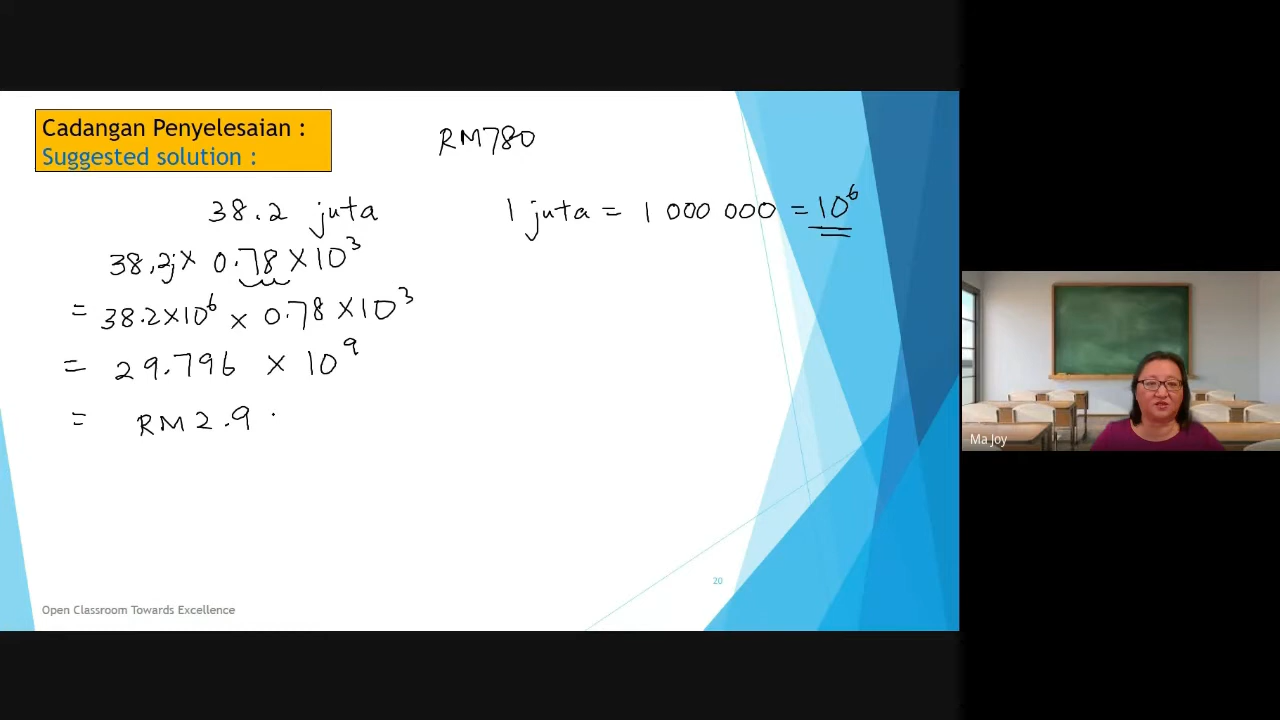 Cadangan Penyelesaian :
Suggested solution :
RM780
38.2 juta
1 juta = 1 000 000 = 10⁶
38.2j × 0.78 × 10³
= 38.2×10⁶ × 0.78 × 10³
= 29.796 × 10⁹
= RM2.9
20
Open Classroom Towards Excellence
Ma Joy